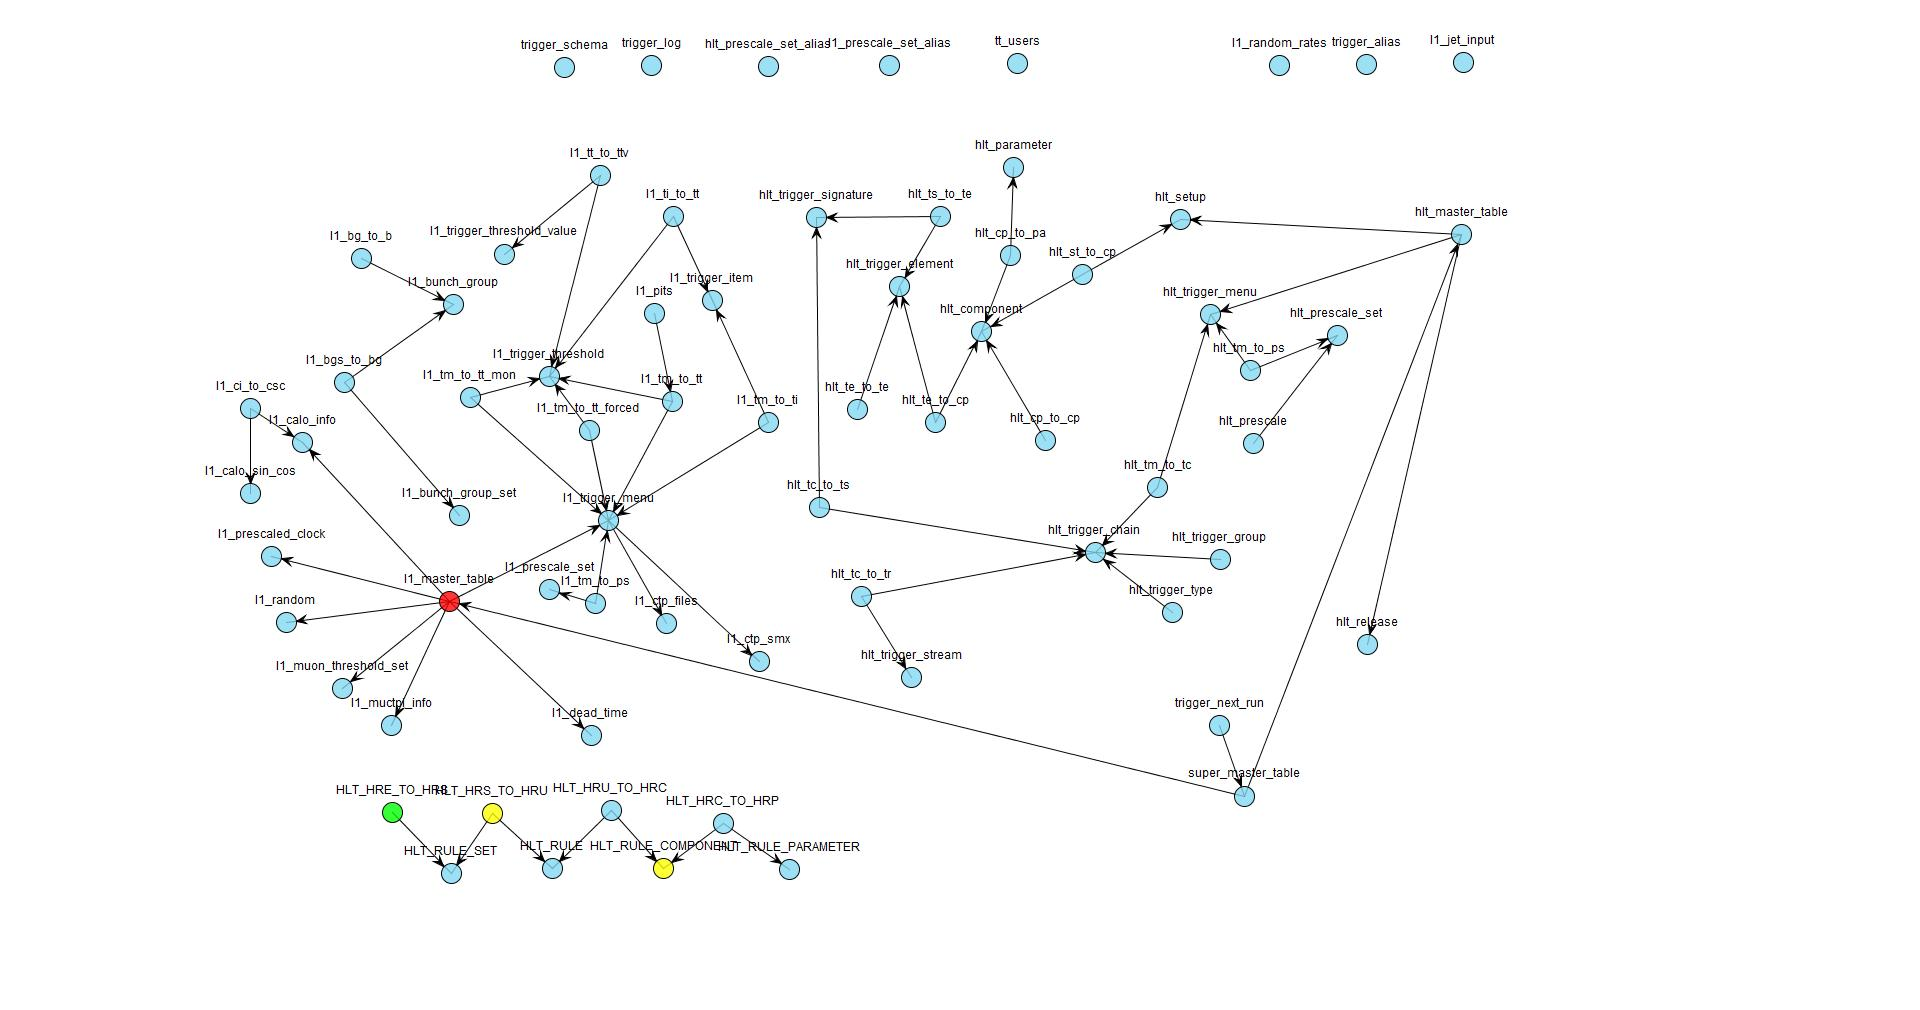 trigger_schema
trigger_log
hlt_prescale_set_alias
l1_prescale_set_alias
tt_users
l1_random_rates
trigger_alias
l1_jet_input
l1_tt_to_ttv
hlt_parameter
l1_ti_to_tt
hlt_trigger_signature
hlt_ts_to_te
hlt_setup
hlt_master_table
l1_bg_to_b
l1_trigger_threshold_value
hlt_cp_to_pa
hlt_st_to_cp
l1_bunch_group
l1_trigger_item
hlt_trigger_element
l1_pits
hlt_component
hlt_trigger_menu
hlt_prescale_set
l1_bgs_to_bg
l1_trigger_threshold
hlt_tm_to_ps
l1_ci_to_csc
l1_tm_to_tt_mon
l1_tm_to_tt
hlt_te_to_te
l1_calo_info
l1_tm_to_tt_forced
l1_tm_to_ti
hlt_te_to_cp
hlt_cp_to_cp
hlt_prescale
l1_calo_sin_cos
hlt_tm_to_tc
l1_bunch_group_set
l1_trigger_menu
hlt_tc_to_ts
l1_prescaled_clock
hlt_trigger_chain
hlt_trigger_group
l1_master_table
l1_prescale_set
l1_tm_to_ps
hlt_tc_to_tr
hlt_trigger_type
l1_random
l1_ctp_files
hlt_release
l1_ctp_smx
l1_muon_threshold_set
hlt_trigger_stream
l1_muctpi_info
l1_dead_time
trigger_next_run
super_master_table
HLT_HRE_TO_HRS
HLT_HRS_TO_HRU
HLT_HRU_TO_HRC
HLT_HRC_TO_HRP
HLT_RULE_SET
HLT_RULE
HLT_RULE_COMPONENT
HLT_RULE_PARAMETER